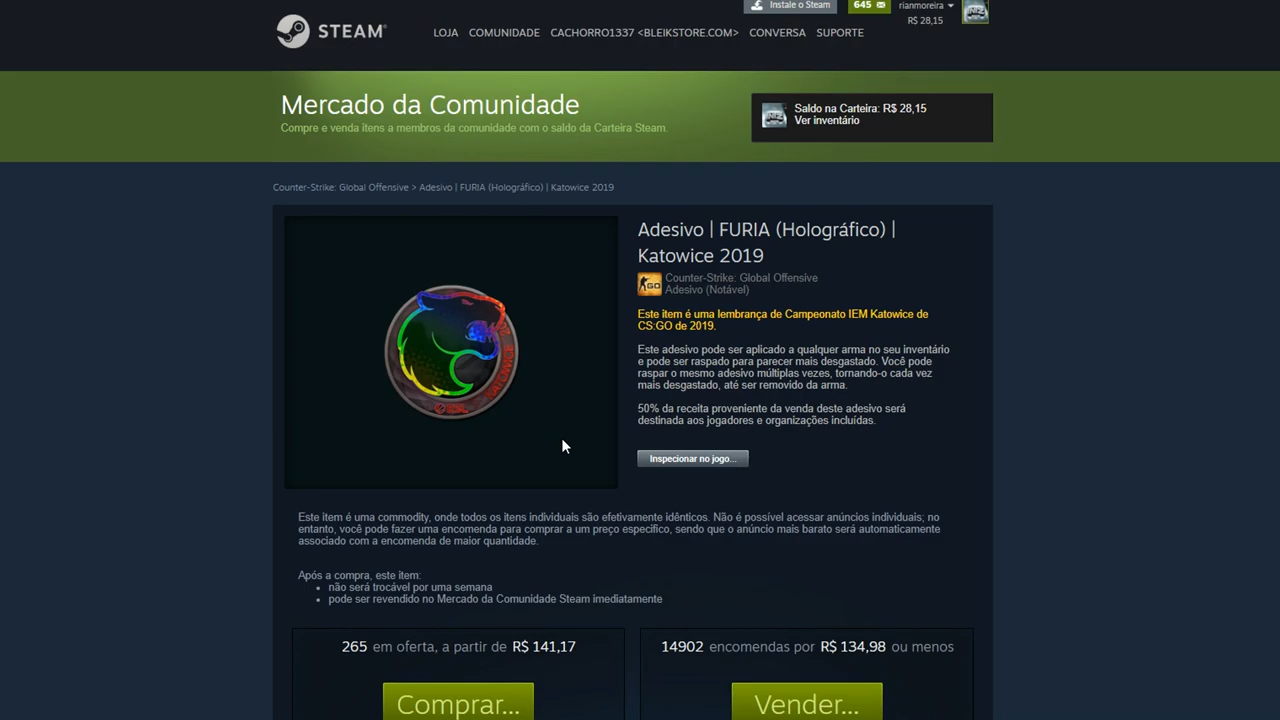 Instale o Steam
645
rianmoreira
R$ 28,15
STEAM®
LOJA COMUNIDADE CACHORRO1337 <BLEIKSTORE.COM> CONVERSA SUPORTE
Mercado da Comunidade
Compre e venda itens a membros da comunidade com o saldo da Carteira Steam.
Saldo na Carteira: R$ 28,15
Ver inventário
Counter-Strike: Global Offensive > Adesivo | FURIA (Holográfico) | Katowice 2019
KATOWICE
Adesivo | FURIA (Holográfico) |
Katowice 2019
GO
Counter-Strike: Global Offensive
Adesivo (Notável)
Este item é uma lembrança de Campeonato IEM Katowice de
CS:GO de 2019.
Este adesivo pode ser aplicado a qualquer arma no seu inventário
e pode ser raspado para parecer mais desgastado. Você pode
raspar o mesmo adesivo múltiplas vezes, tornando-o cada vez
mais desgastado, até ser removido da arma.
50% da receita proveniente da venda deste adesivo será
destinada aos jogadores e organizações incluídas.
Inspecionar no jogo...
Este item é uma commodity, onde todos os itens individuais são efetivamente idênticos. Não é possível acessar anúncios individuais; no
entanto, você pode fazer uma encomenda para comprar a um preço específico, sendo que o anúncio mais barato será automaticamente
associado com a encomenda de maior quantidade.
Após a compra, este item:
• não será trocável por uma semana
• pode ser revendido no Mercado da Comunidade Steam imediatamente
265 em oferta, a partir de R$ 141,17
Comprar...
14902 encomendas por R$ 134,98 ou menos
Vender...